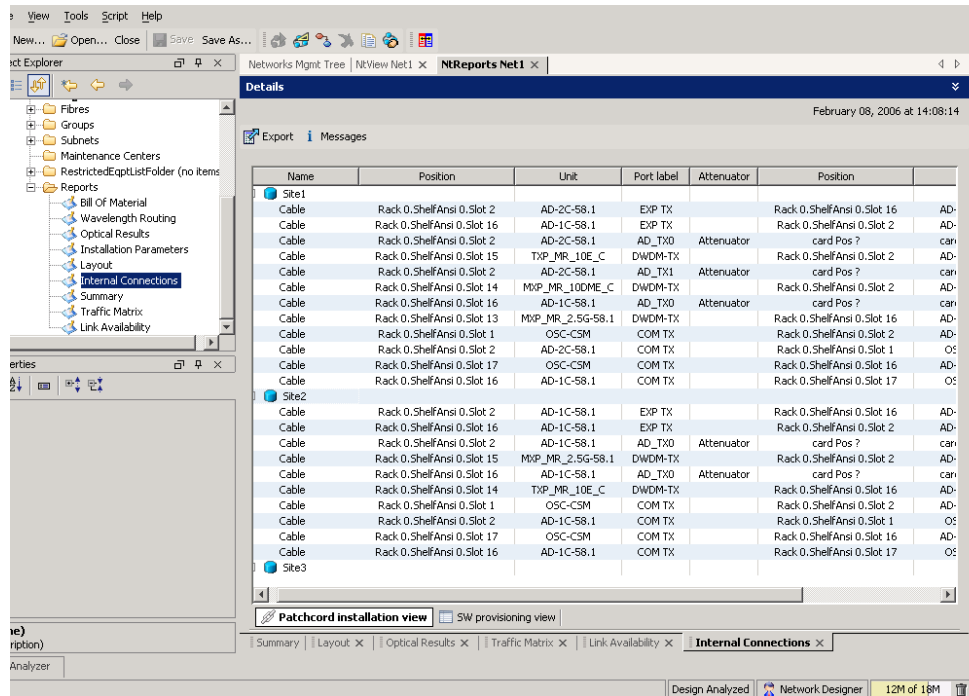 View Tools Script Help
New... Open... Close Save Save As...
ect Explorer
Networks Mgmt Tree NtView Net1 NtReports Net1
Details
February 08, 2006 at 14:08:14
Export Messages
Fibres
Groups
Subnets
Maintenance Centers
RestrictedEqptListFolder (no items
Reports
Bill Of Material
Wavelength Routing
Optical Results
Installation Parameters
Layout
Internal Connections
Summary
Traffic Matrix
Link Availability
erties
Name Position Unit Port label Attenuator Position
Site1
Cable Rack 0.ShelfAnsi 0.Slot 2 AD-2C-58.1 EXP TX Rack 0.ShelfAnsi 0.Slot 16 AD-
Cable Rack 0.ShelfAnsi 0.Slot 16 AD-1C-58.1 EXP TX Rack 0.ShelfAnsi 0.Slot 2 AD-
Cable Rack 0.ShelfAnsi 0.Slot 2 AD-2C-58.1 AD_TX0 Attenuator card Pos ? car
Cable Rack 0.ShelfAnsi 0.Slot 15 TXP_MR_10E_C DWDM-TX Rack 0.ShelfAnsi 0.Slot 2 AD-
Cable Rack 0.ShelfAnsi 0.Slot 2 AD-2C-58.1 AD_TX1 Attenuator card Pos ? car
Cable Rack 0.ShelfAnsi 0.Slot 14 MXP_MR_10DME_C DWDM-TX Rack 0.ShelfAnsi 0.Slot 2 AD-
Cable Rack 0.ShelfAnsi 0.Slot 16 AD-1C-58.1 AD_TX0 Attenuator card Pos ? car
Cable Rack 0.ShelfAnsi 0.Slot 13 MXP_MR_2.5G-58.1 DWDM-TX Rack 0.ShelfAnsi 0.Slot 16 AD-
Cable Rack 0.ShelfAnsi 0.Slot 1 OSC-CSM COM TX Rack 0.ShelfAnsi 0.Slot 2 AD-
Cable Rack 0.ShelfAnsi 0.Slot 2 AD-2C-58.1 COM TX Rack 0.ShelfAnsi 0.Slot 1 OS
Cable Rack 0.ShelfAnsi 0.Slot 17 OSC-CSM COM TX Rack 0.ShelfAnsi 0.Slot 16 AD-
Cable Rack 0.ShelfAnsi 0.Slot 16 AD-1C-58.1 COM TX Rack 0.ShelfAnsi 0.Slot 17 OS
Site2
Cable Rack 0.ShelfAnsi 0.Slot 2 AD-1C-58.1 EXP TX Rack 0.ShelfAnsi 0.Slot 16 AD-
Cable Rack 0.ShelfAnsi 0.Slot 16 AD-1C-58.1 EXP TX Rack 0.ShelfAnsi 0.Slot 2 AD-
Cable Rack 0.ShelfAnsi 0.Slot 2 AD-1C-58.1 AD_TX0 Attenuator card Pos ? car
Cable Rack 0.ShelfAnsi 0.Slot 15 MXP_MR_2.5G-58.1 DWDM-TX Rack 0.ShelfAnsi 0.Slot 2 AD-
Cable Rack 0.ShelfAnsi 0.Slot 16 AD-1C-58.1 AD_TX0 Attenuator card Pos ? car
Cable Rack 0.ShelfAnsi 0.Slot 14 TXP_MR_10E_C DWDM-TX Rack 0.ShelfAnsi 0.Slot 16 AD-
Cable Rack 0.ShelfAnsi 0.Slot 1 OSC-CSM COM TX Rack 0.ShelfAnsi 0.Slot 2 AD-
Cable Rack 0.ShelfAnsi 0.Slot 2 AD-1C-58.1 COM TX Rack 0.ShelfAnsi 0.Slot 1 OS
Cable Rack 0.ShelfAnsi 0.Slot 17 OSC-CSM COM TX Rack 0.ShelfAnsi 0.Slot 16 AD-
Cable Rack 0.ShelfAnsi 0.Slot 16 AD-1C-58.1 COM TX Rack 0.ShelfAnsi 0.Slot 17 OS
Site3
Patchcord installation view SW provisioning view
ne)
ription)
Summary Layout Optical Results Traffic Matrix Link Availability Internal Connections
Analyzer
Design Analyzed Network Designer 12M of 18M